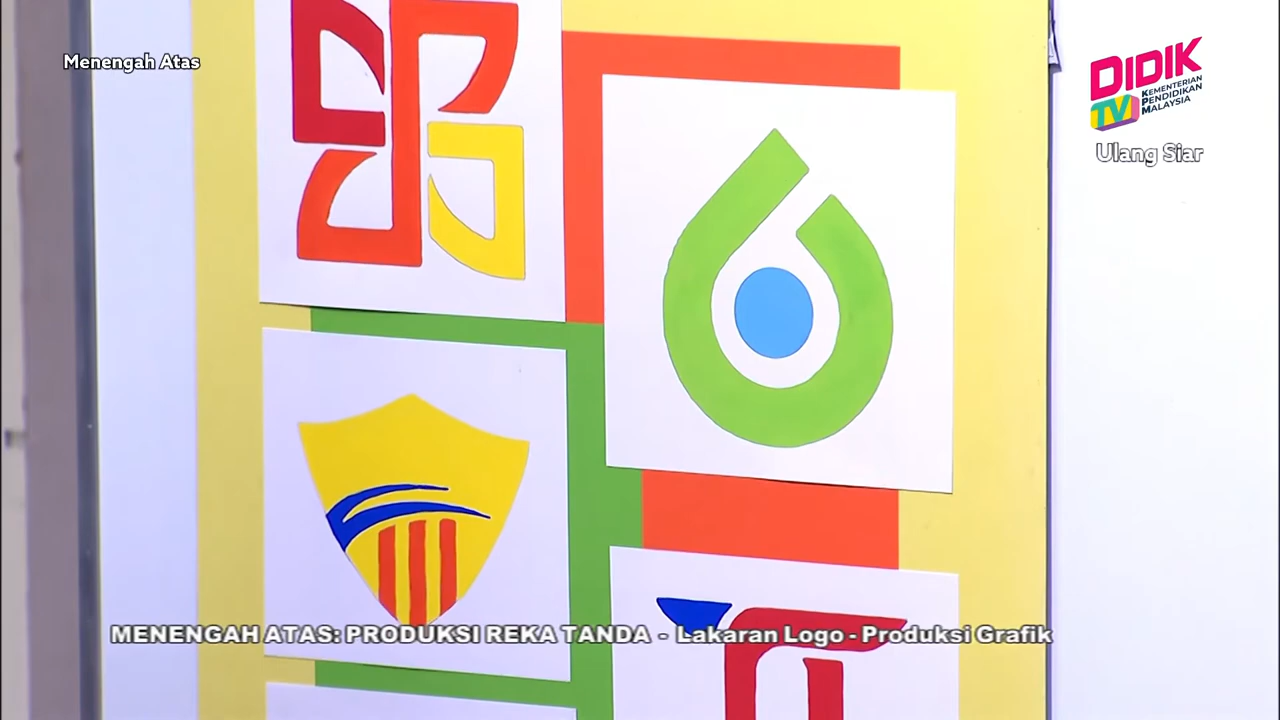 Menengah Atas
DIDIK
TV
KEMENTERIAN
PENDIDIKAN
MALAYSIA
Ulang Siar
MENENGAH ATAS: PRODUKSI REKA TANDA - Lakaran Logo - Produksi Grafik